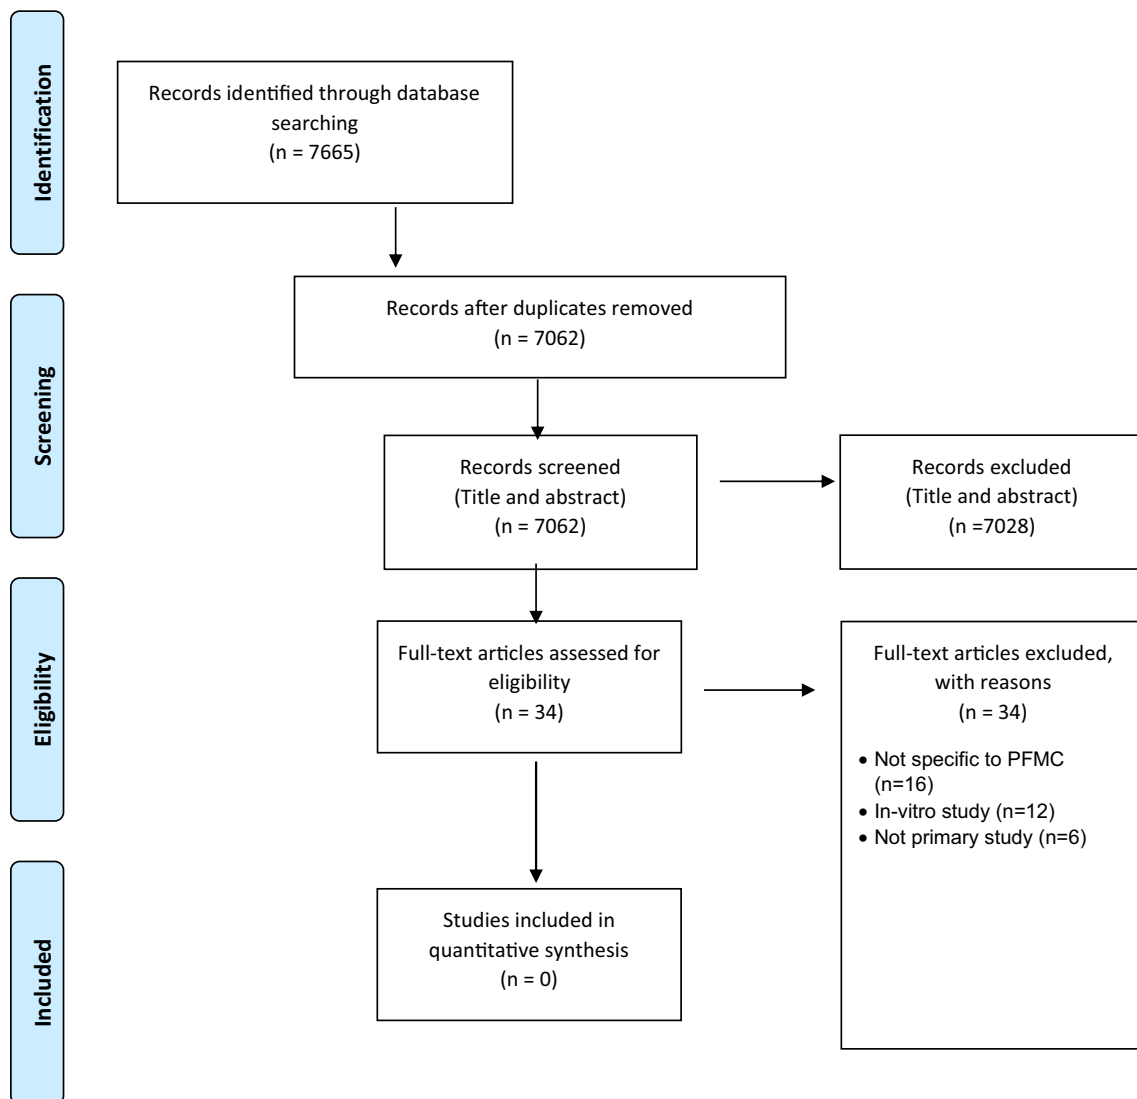 Identification
Records identified through database
searching
(n = 7665)
Records after duplicates removed
(n = 7062)
Screening
Records screened
(Title and abstract)
(n = 7062)
Records excluded
(Title and abstract)
(n =7028)
Eligibility
Full-text articles assessed for
eligibility
(n = 34)
Full-text articles excluded,
with reasons
(n = 34)
• Not specific to PFMC
(n=16)
• In-vitro study (n=12)
• Not primary study (n=6)
Included
Studies included in
quantitative synthesis
(n = 0)